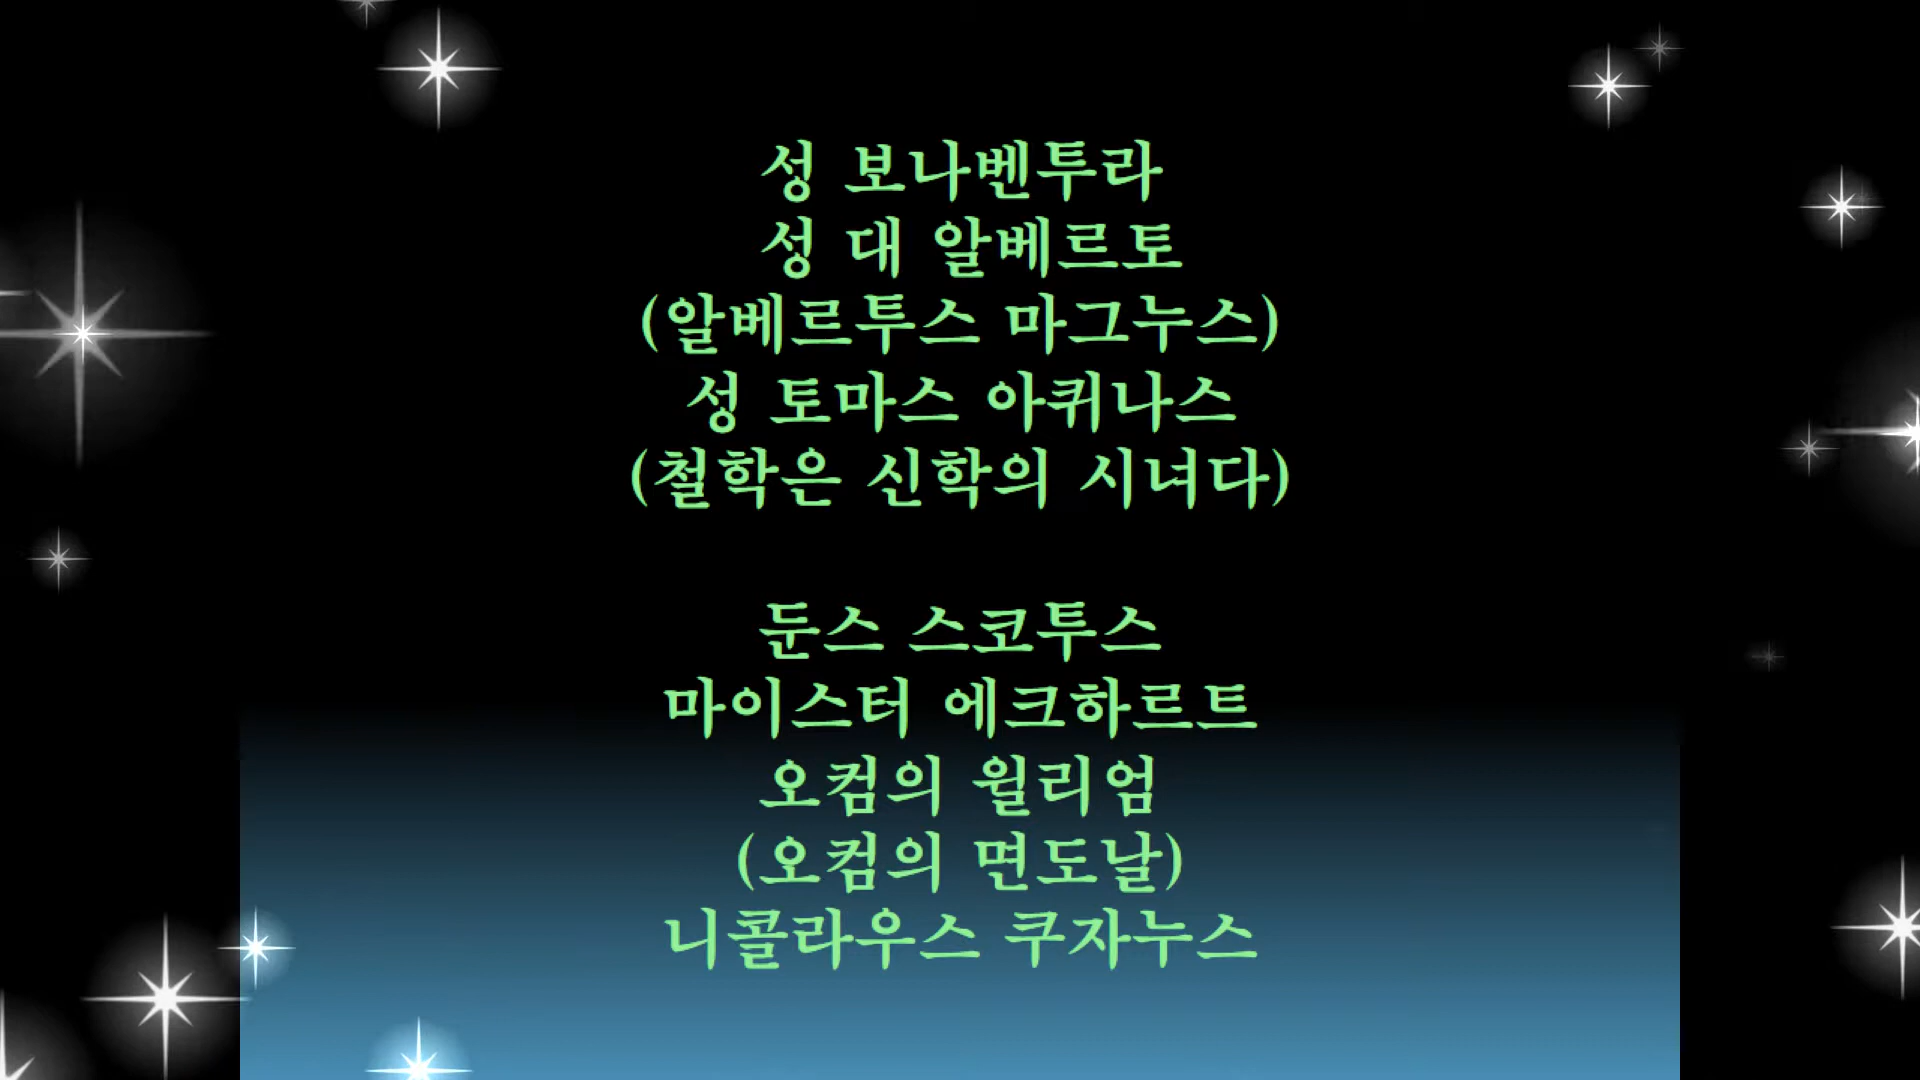 성 보나벤투라
성 대 알베르토
(알베르투스 마그누스)
성 토마스 아퀴나스
(철학은 신학의 시녀다)
둔스 스코투스
마이스터 에크하르트
오컴의 윌리엄
(오컴의 면도날)
니콜라우스 쿠자누스